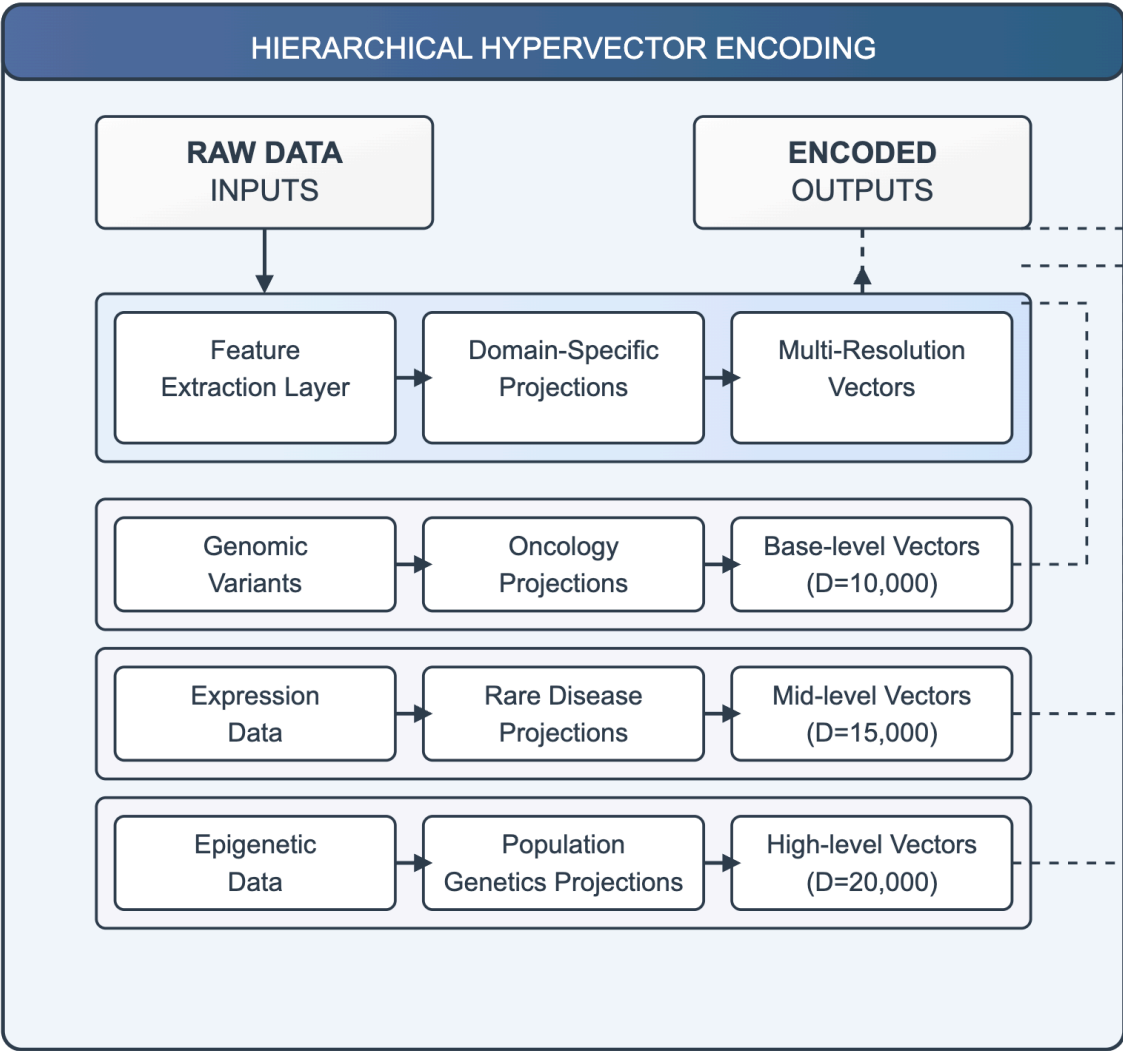 HIERARCHICAL HYPERVECTOR ENCODING
RAW DATA
INPUTS
ENCODED
OUTPUTS
Feature
Extraction Layer
Domain-Specific
Projections
Multi-Resolution
Vectors
Genomic
Variants
Oncology
Projections
Base-level Vectors
(D=10,000)
Expression
Data
Rare Disease
Projections
Mid-level Vectors
(D=15,000)
Epigenetic
Data
Population
Genetics Projections
High-level Vectors
(D=20,000)